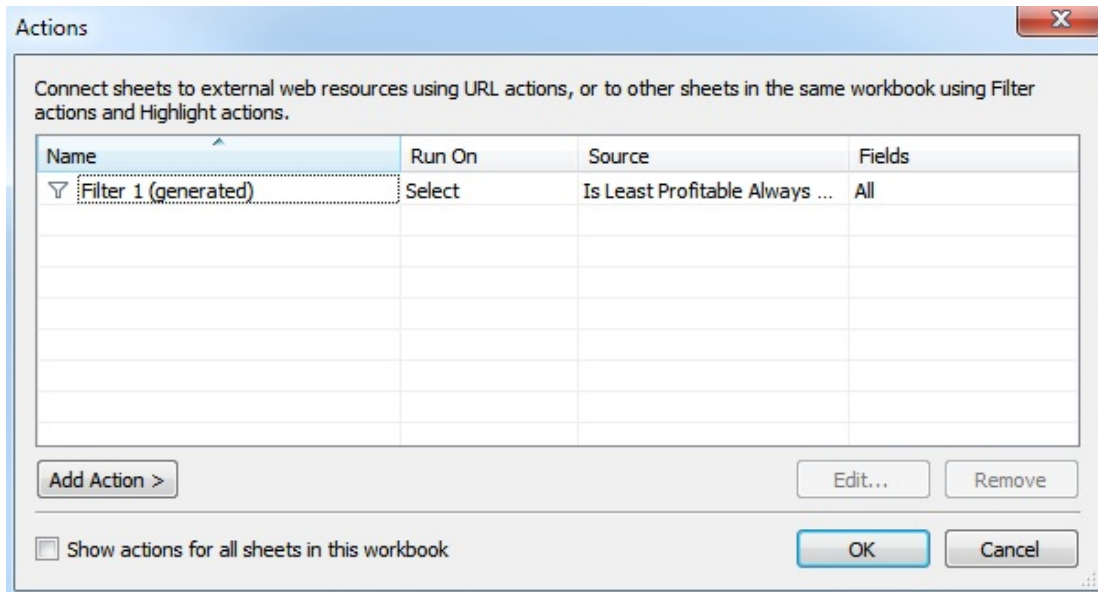 Actions
Connect sheets to external web resources using URL actions, or to other sheets in the same workbook using Filter
actions and Highlight actions.
Name Run On Source Fields
Filter 1 (generated) Select Is Least Profitable Always ... All
Add Action > Edit... Remove
Show actions for all sheets in this workbook OK Cancel